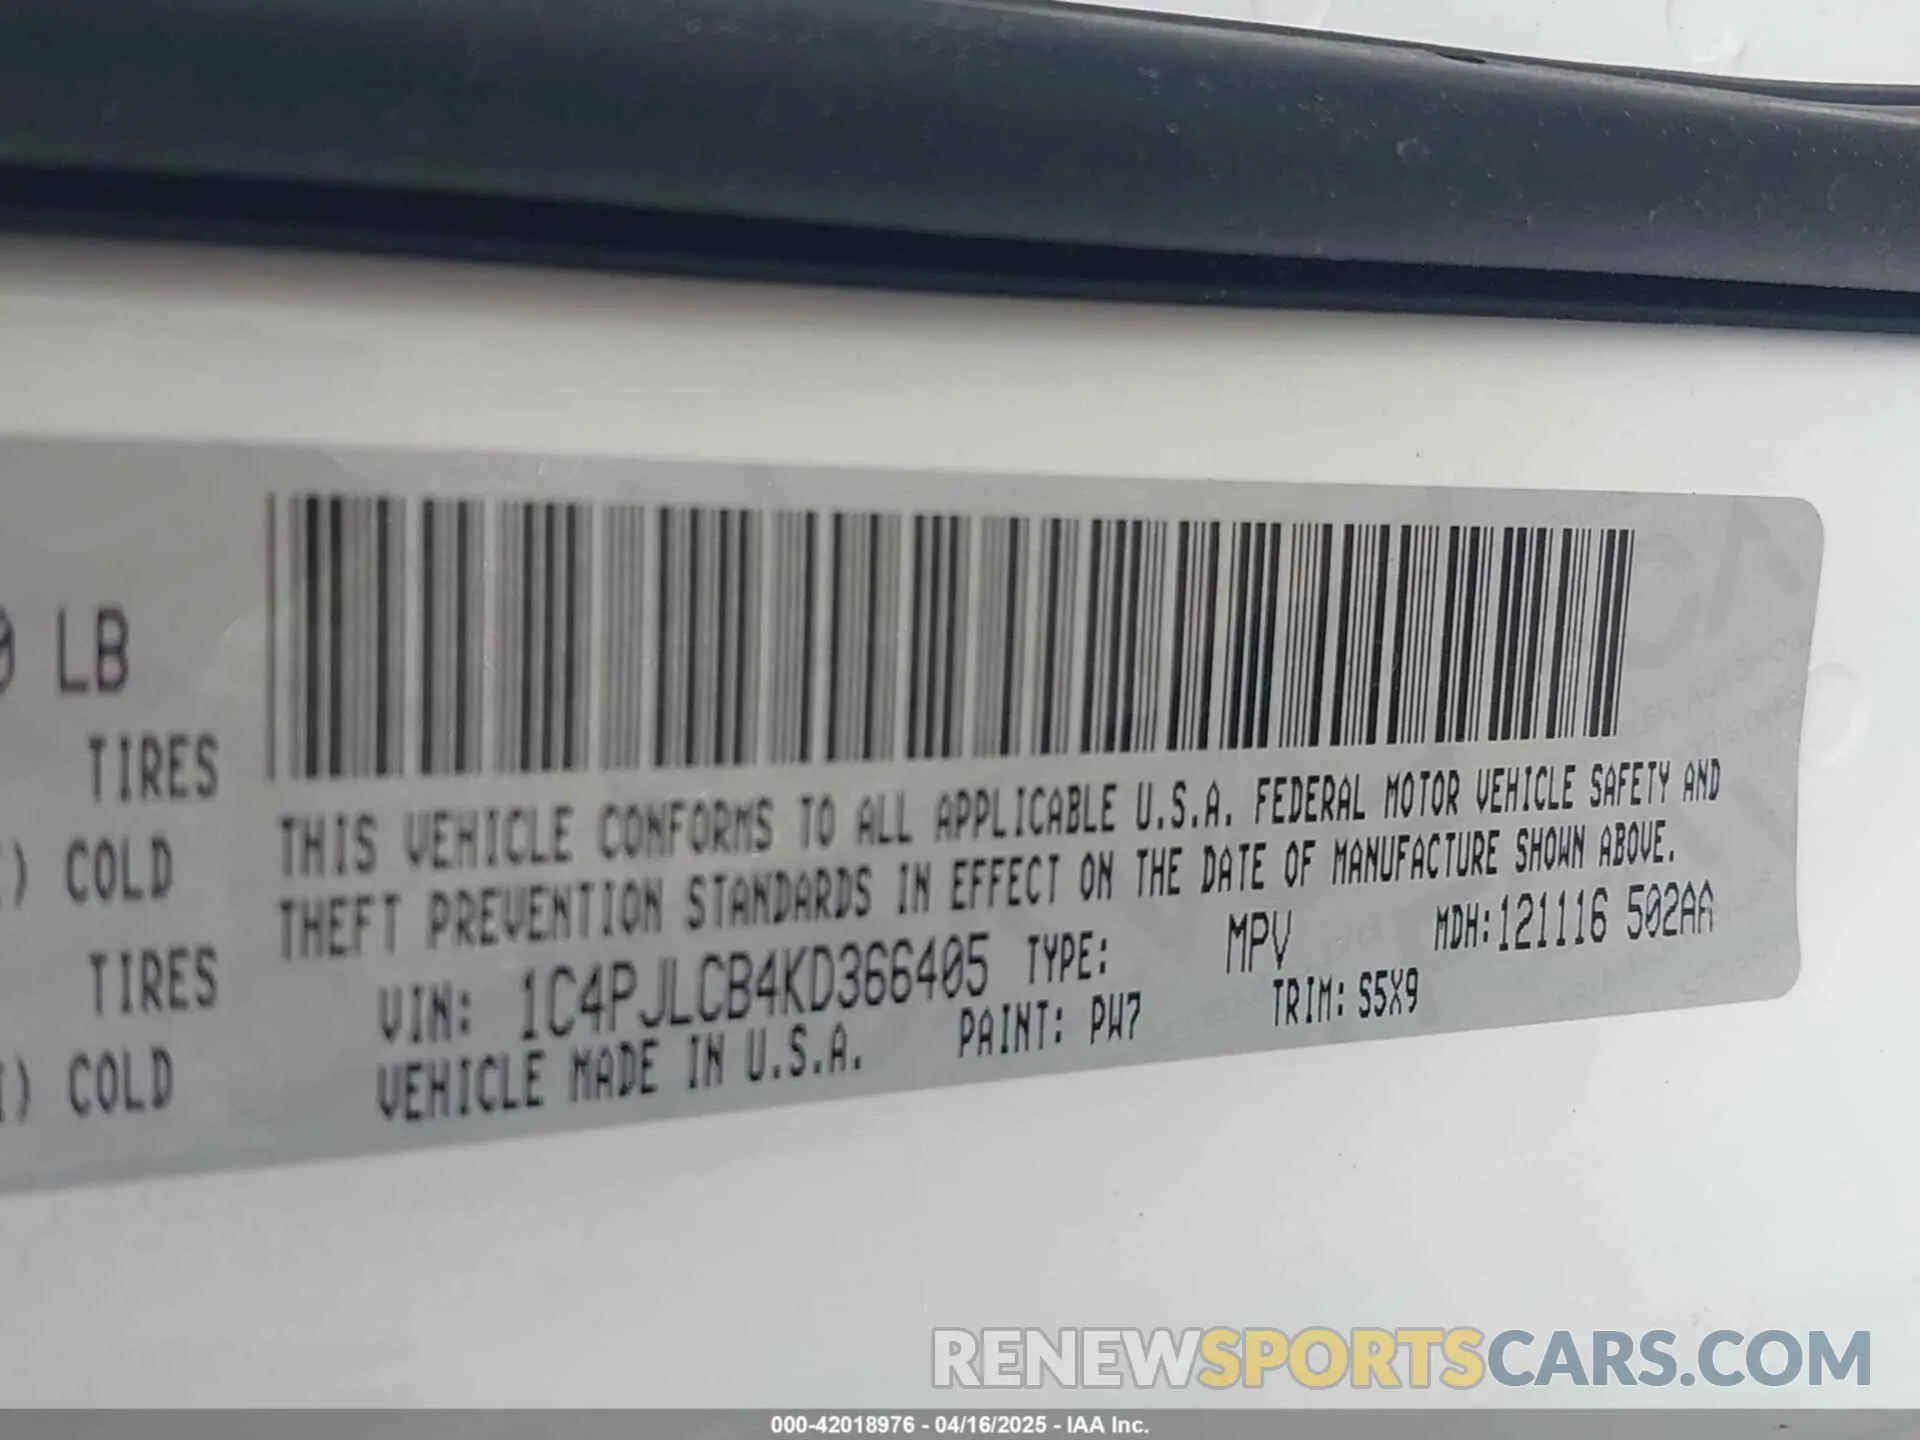 0 LB
TIRES
) COLD
TIRES
) COLD
THIS VEHICLE CONFORMS TO ALL APPLICABLE U.S.A. FEDERAL MOTOR VEHICLE SAFETY AND
THEFT PREVENTION STANDARDS IN EFFECT ON THE DATE OF MANUFACTURE SHOWN ABOVE.
VIN: 1C4PJLCB4KD366405 TYPE: MPV MDH:121116 502AA
VEHICLE MADE IN U.S.A. PAINT: PW7 TRIM: S5X9
RENEWSPORTSCARS.COM
000-42018976 - 04/16/2025 - IAA Inc.